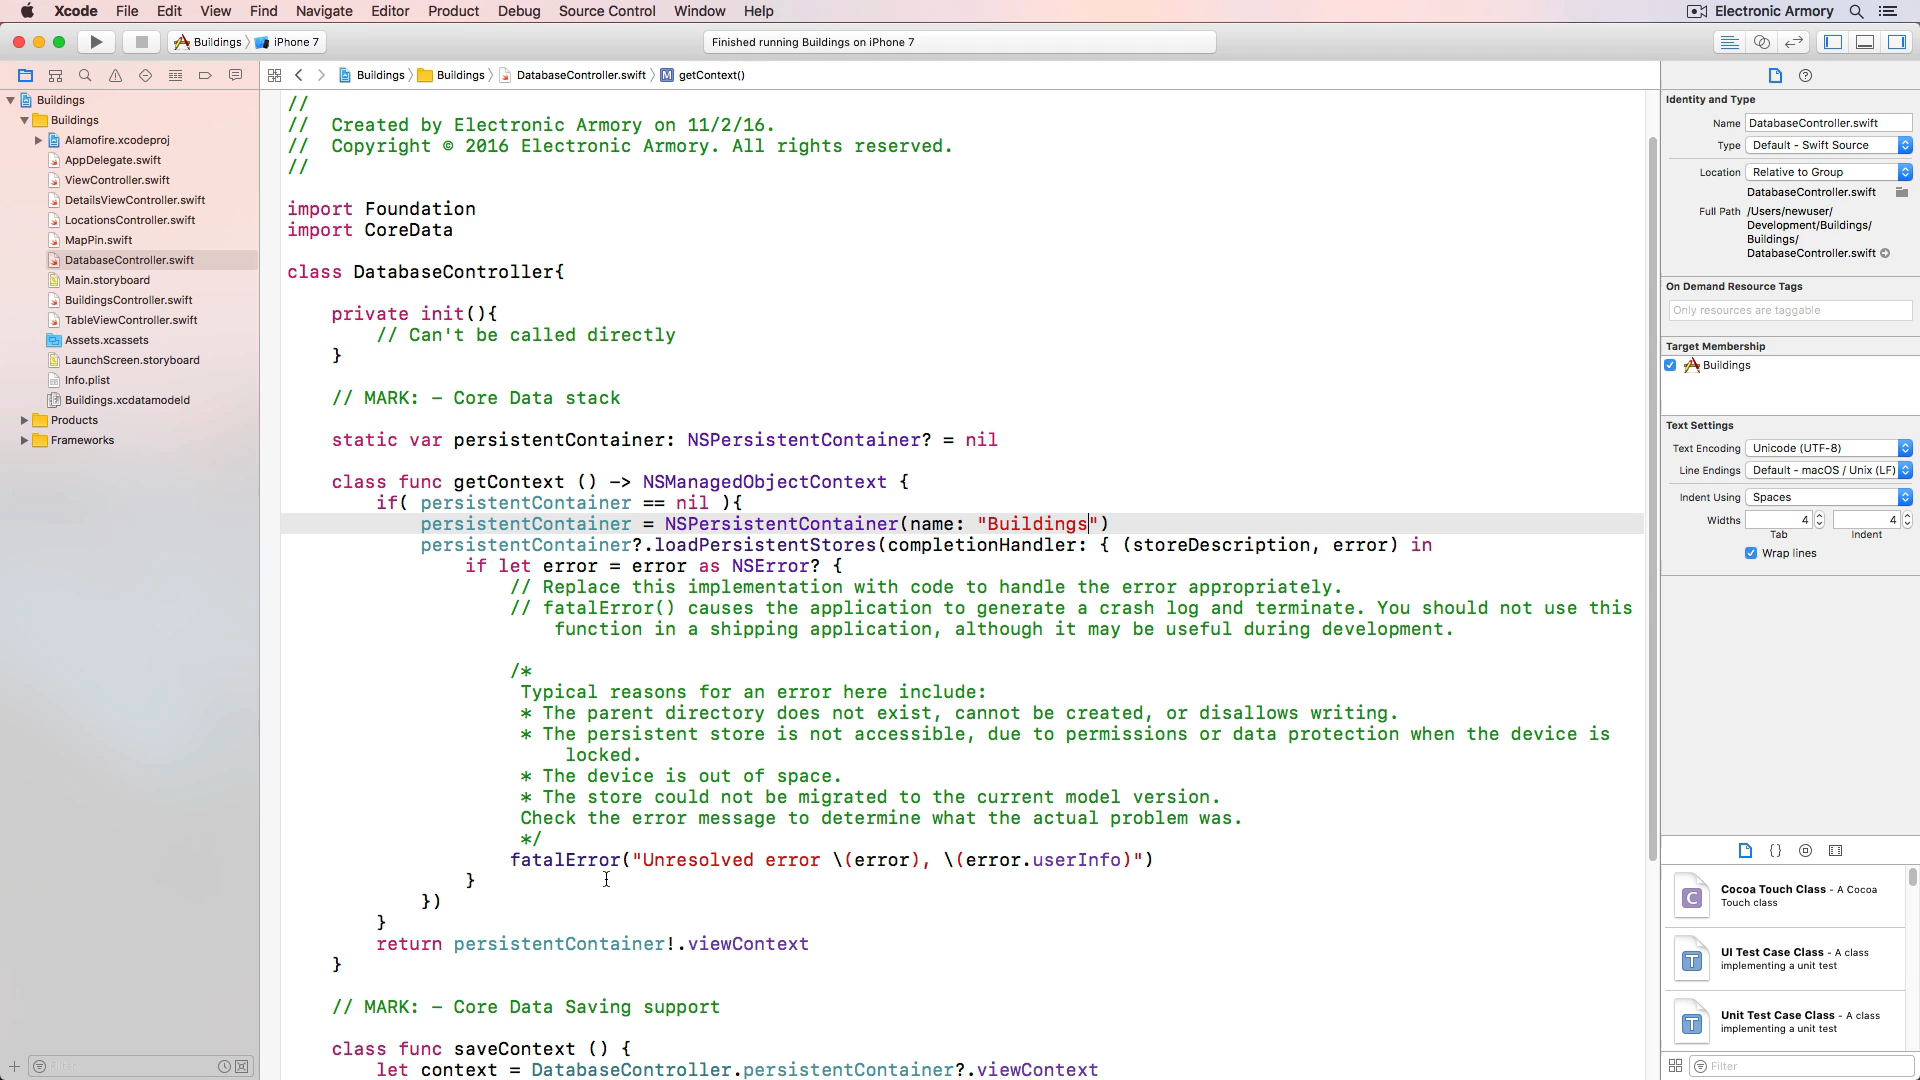 Xcode File Edit View Find Navigate Editor Product Debug Source Control Window Help Electronic Armory
Buildings iPhone 7 Finished running Buildings on iPhone 7
Buildings Buildings DatabaseController.swift M getContext()
Buildings
Buildings
Alamofire.xcodeproj
AppDelegate.swift
ViewController.swift
DetailsViewController.swift
LocationsController.swift
MapPin.swift
DatabaseController.swift
Main.storyboard
BuildingsController.swift
TableViewController.swift
Assets.xcassets
LaunchScreen.storyboard
Info.plist
Buildings.xcdatamodeld
Products
Frameworks
Filter
//
//  Created by Electronic Armory on 11/2/16.
//  Copyright © 2016 Electronic Armory. All rights reserved.
//
import Foundation
import CoreData
class DatabaseController{
private init(){
// Can't be called directly
}
// MARK: - Core Data stack
static var persistentContainer: NSPersistentContainer? = nil
class func getContext () -> NSManagedObjectContext {
if( persistentContainer == nil ){
persistentContainer = NSPersistentContainer(name: "Buildings")
persistentContainer?.loadPersistentStores(completionHandler: { (storeDescription, error) in
if let error = error as NSError? {
// Replace this implementation with code to handle the error appropriately.
// fatalError() causes the application to generate a crash log and terminate. You should not use this
function in a shipping application, although it may be useful during development.
/*
Typical reasons for an error here include:
* The parent directory does not exist, cannot be created, or disallows writing.
* The persistent store is not accessible, due to permissions or data protection when the device is
locked.
* The device is out of space.
* The store could not be migrated to the current model version.
Check the error message to determine what the actual problem was.
*/
fatalError("Unresolved error \(error), \(error.userInfo)")
}
})
}
return persistentContainer!.viewContext
}
// MARK: - Core Data Saving support
class func saveContext () {
let context = DatabaseController.persistentContainer?.viewContext
Identity and Type
Name DatabaseController.swift
Type Default - Swift Source
Location Relative to Group
DatabaseController.swift
Full Path /Users/newuser/
Development/Buildings/
Buildings/
DatabaseController.swift
On Demand Resource Tags
Only resources are taggable
Target Membership
Buildings
Text Settings
Text Encoding Unicode (UTF-8)
Line Endings Default - macOS / Unix (LF)
Indent Using Spaces
Widths 4 4
Tab Indent
Wrap lines
{}
C Cocoa Touch Class - A Cocoa
Touch class
T UI Test Case Class - A class
implementing a unit test
T Unit Test Case Class - A class
implementing a unit test
Filter